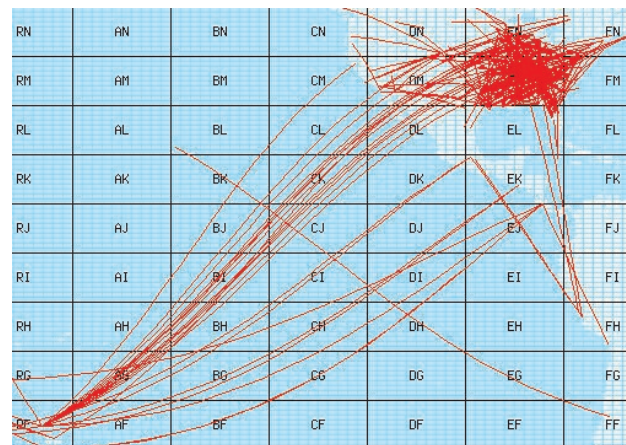 RN AN BN CN DN EN FN
RM AM BM CM DM FM
RL AL BL CL DL EL FL
RK AK BK CK DK EK FK
RJ AJ BJ CJ DJ EJ FJ
RI AI BI CI DI EI FI
RH AH BH CH DH EH FH
RG AG BG CG DG EG FG
RF AF BF CF DF EF FF